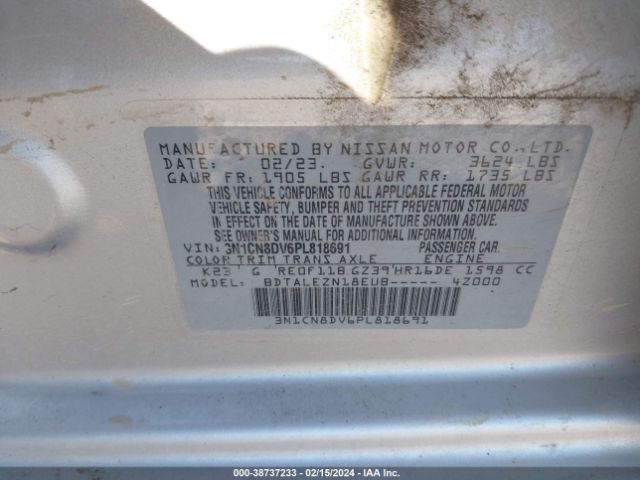 MANUFACTURED BY NISSAN MOTOR CO., LTD.
DATE: 02/23. GVWR: 3624 LBS
GAWR FR: 1905 LBS GAWR RR: 1735 LBS
THIS VEHICLE CONFORMS TO ALL APPLICABLE FEDERAL MOTOR
VEHICLE SAFETY, BUMPER AND THEFT PREVENTION STANDARDS
IN EFFECT ON THE DATE OF MANUFACTURE SHOWN ABOVE.
SEE OWNER'S MANUAL FOR ADDITIONAL INFORMATION.
VIN: 3N1CN8DV6PL818691 PASSENGER CAR.
COLOR TRIM TRANS AXLE ENGINE
K23 G RE0F11B GZ39 HR16DE 1598 CC
MODEL: BDTALEZN18EUB----- 4Z000
3N1CN8DV6PL818691
000-38737233 - 02/15/2024 - IAA, Inc.